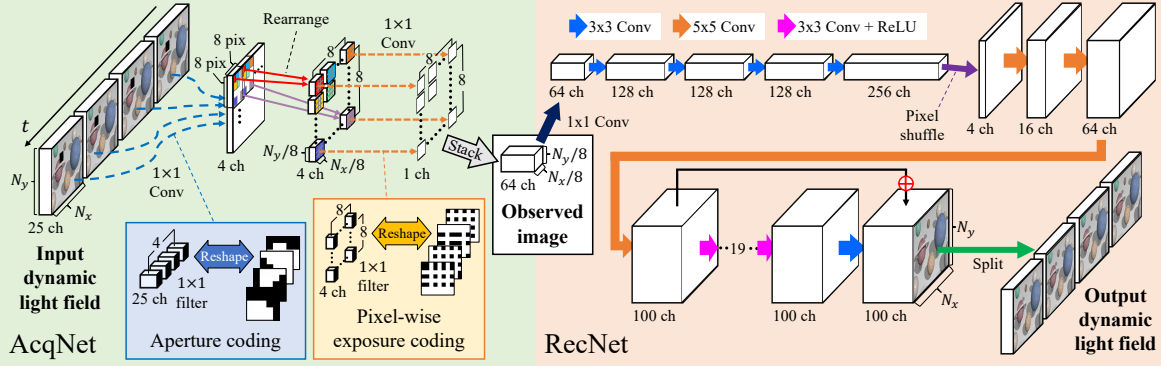 8 pix
8 pix
Rearrange
1×1
Conv
8
8
t
4 ch
N_y/8
N_x/8
4 ch
1 ch
1×1
Conv
N_y
N_x
25 ch
Input
dynamic
light field
4
Reshape
25 ch
1×1
filter
Aperture coding
8
8
Reshape
4 ch
1×1
filter
Pixel-wise
exposure coding
AcqNet
Stack
N_y/8
N_x/8
64 ch
Observed
image
3x3 Conv
5x5 Conv
3x3 Conv + ReLU
64 ch
128 ch
128 ch
128 ch
256 ch
1x1 Conv
Pixel
shuffle
4 ch
16 ch
64 ch
19
N_y
N_x
Split
100 ch
100 ch
100 ch
Output
dynamic
light field
RecNet